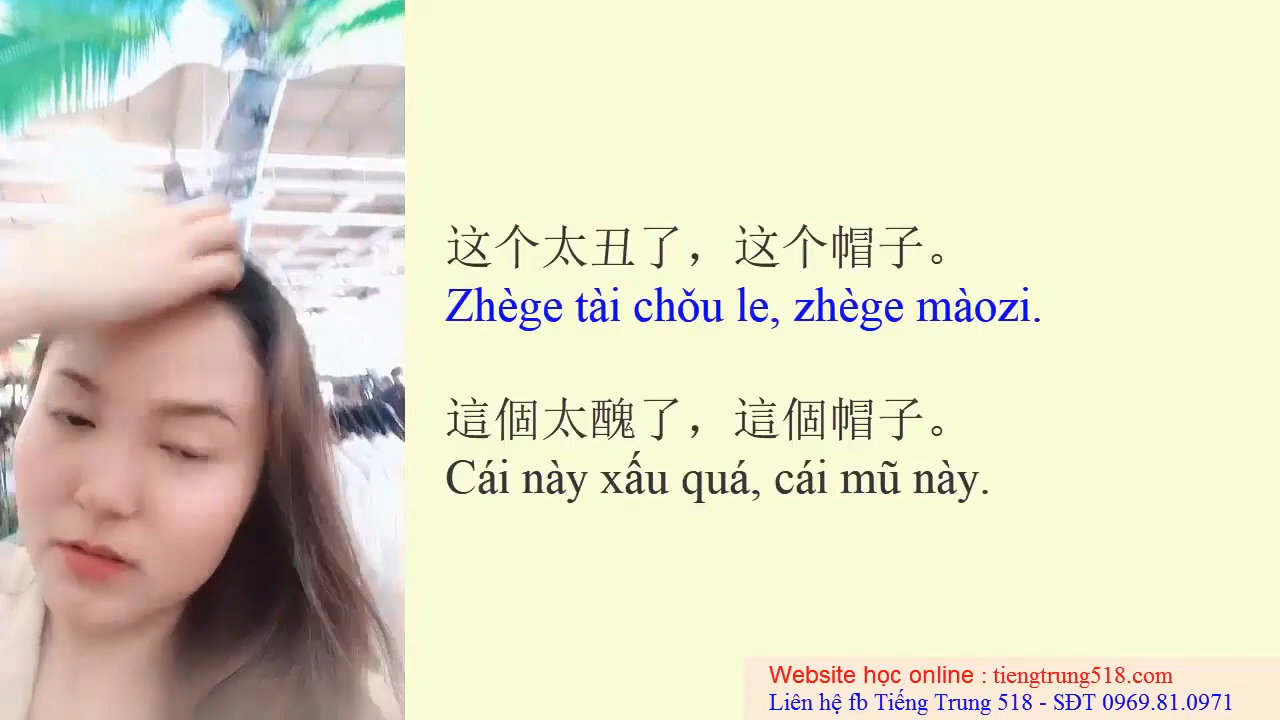 这个太丑了，这个帽子。
Zhège tài chǒu le, zhège màozi.
這個太醜了，這個帽子。
Cái này xấu quá, cái mũ này.
Website học online : tiengtrung518.com
Liên hệ fb Tiếng Trung 518 - SĐT 0969.81.0971